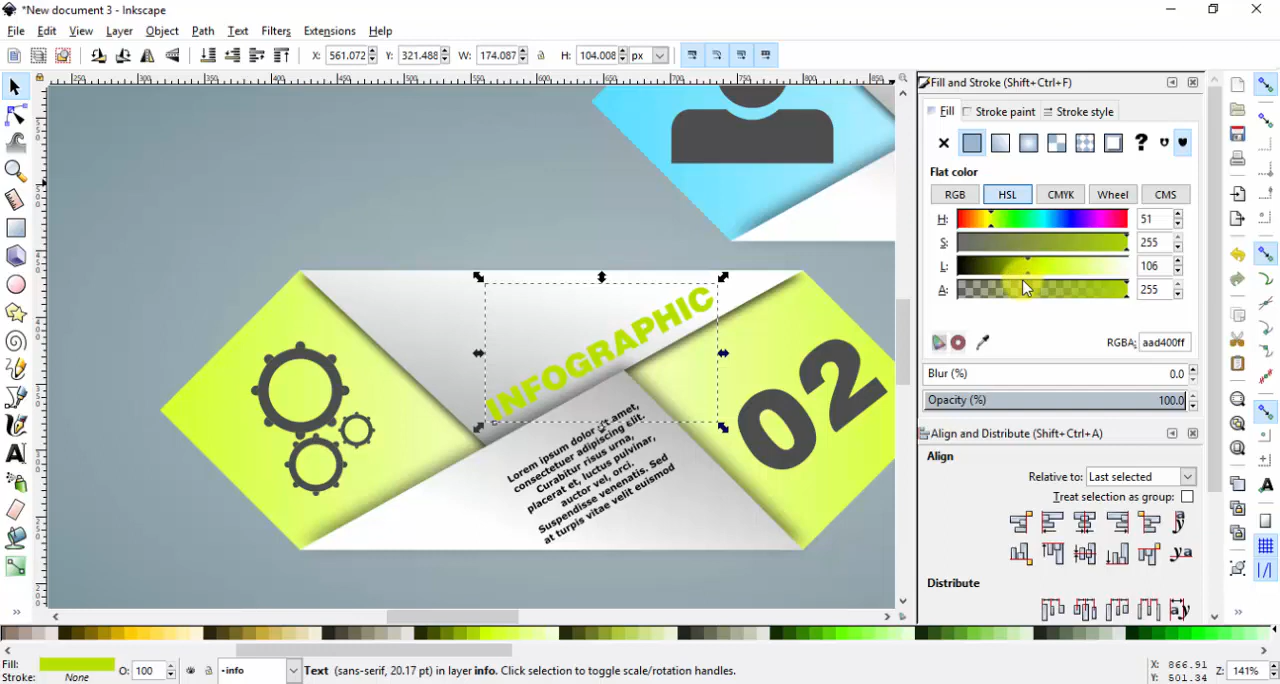 *New document 3 - Inkscape
File Edit View Layer Object Path Text Filters Extensions Help
X: 561.072 Y: 321.488 W: 174.087 H: 104.008 px
Fill and Stroke (Shift+Ctrl+F)
Fill Stroke paint Stroke style
Flat color
RGB HSL CMYK Wheel CMS
H: 51
S: 255
L: 106
A: 255
RGBA: aad400ff
Blur (%) 0.0
Opacity (%) 100.0
Align and Distribute (Shift+Ctrl+A)
Align
Relative to: Last selected
Treat selection as group:
Distribute
INFOGRAPHIC
02
Lorem ipsum dolor sit amet,
consectetuer adipiscing elit.
Curabitur risus urna,
placerat et, luctus pulvinar,
auctor vel, orci.
Suspendisse venenatis. Sed
at turpis vitae velit euismod
Fill:
Stroke: None
O: 100
-info
Text (sans-serif, 20.17 pt) in layer info. Click selection to toggle scale/rotation handles.
X: 866.91
Y: 501.34
Z: 141%